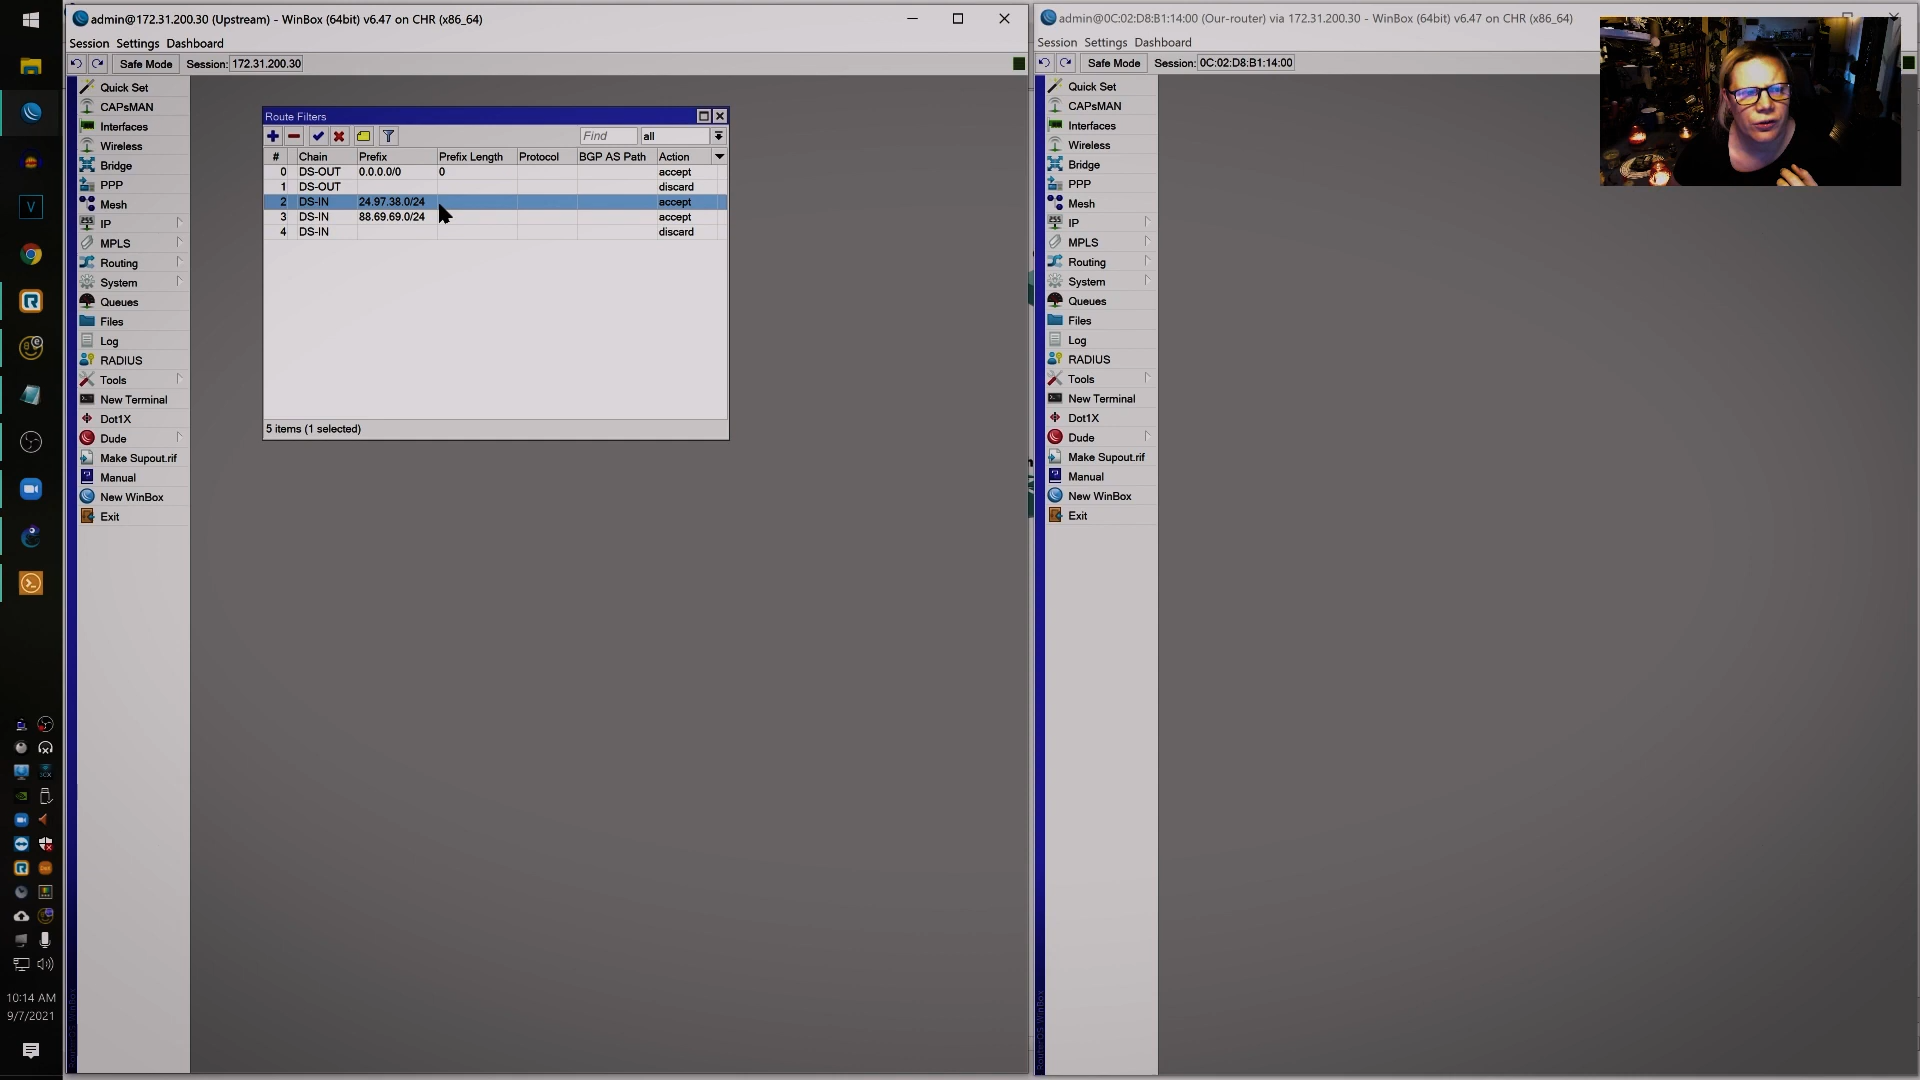 admin@172.31.200.30 (Upstream) - WinBox (64bit) v6.47 on CHR (x86_64)
Session Settings Dashboard
Safe Mode Session: 172.31.200.30
Quick Set
CAPsMAN
Interfaces
Wireless
Bridge
PPP
Mesh
IP
MPLS
Routing
System
Queues
Files
Log
RADIUS
Tools
New Terminal
Dot1X
Dude
Make Supout.rif
Manual
New WinBox
Exit
RouterOS WinBox
Route Filters
Find all
# Chain Prefix Prefix Length Protocol BGP AS Path Action
0 DS-OUT 0.0.0.0/0 0 accept
1 DS-OUT discard
2 DS-IN 24.97.38.0/24 accept
3 DS-IN 88.69.69.0/24 accept
4 DS-IN discard
5 items (1 selected)
admin@0C:02:D8:B1:14:00 (Our-router) via 172.31.200.30 - WinBox (64bit) v6.47 on CHR (x86_64)
Session Settings Dashboard
Safe Mode Session: 0C:02:D8:B1:14:00
Quick Set
CAPsMAN
Interfaces
Wireless
Bridge
PPP
Mesh
IP
MPLS
Routing
System
Queues
Files
Log
RADIUS
Tools
New Terminal
Dot1X
Dude
Make Supout.rif
Manual
New WinBox
Exit
RouterOS WinBox
10:14 AM
9/7/2021